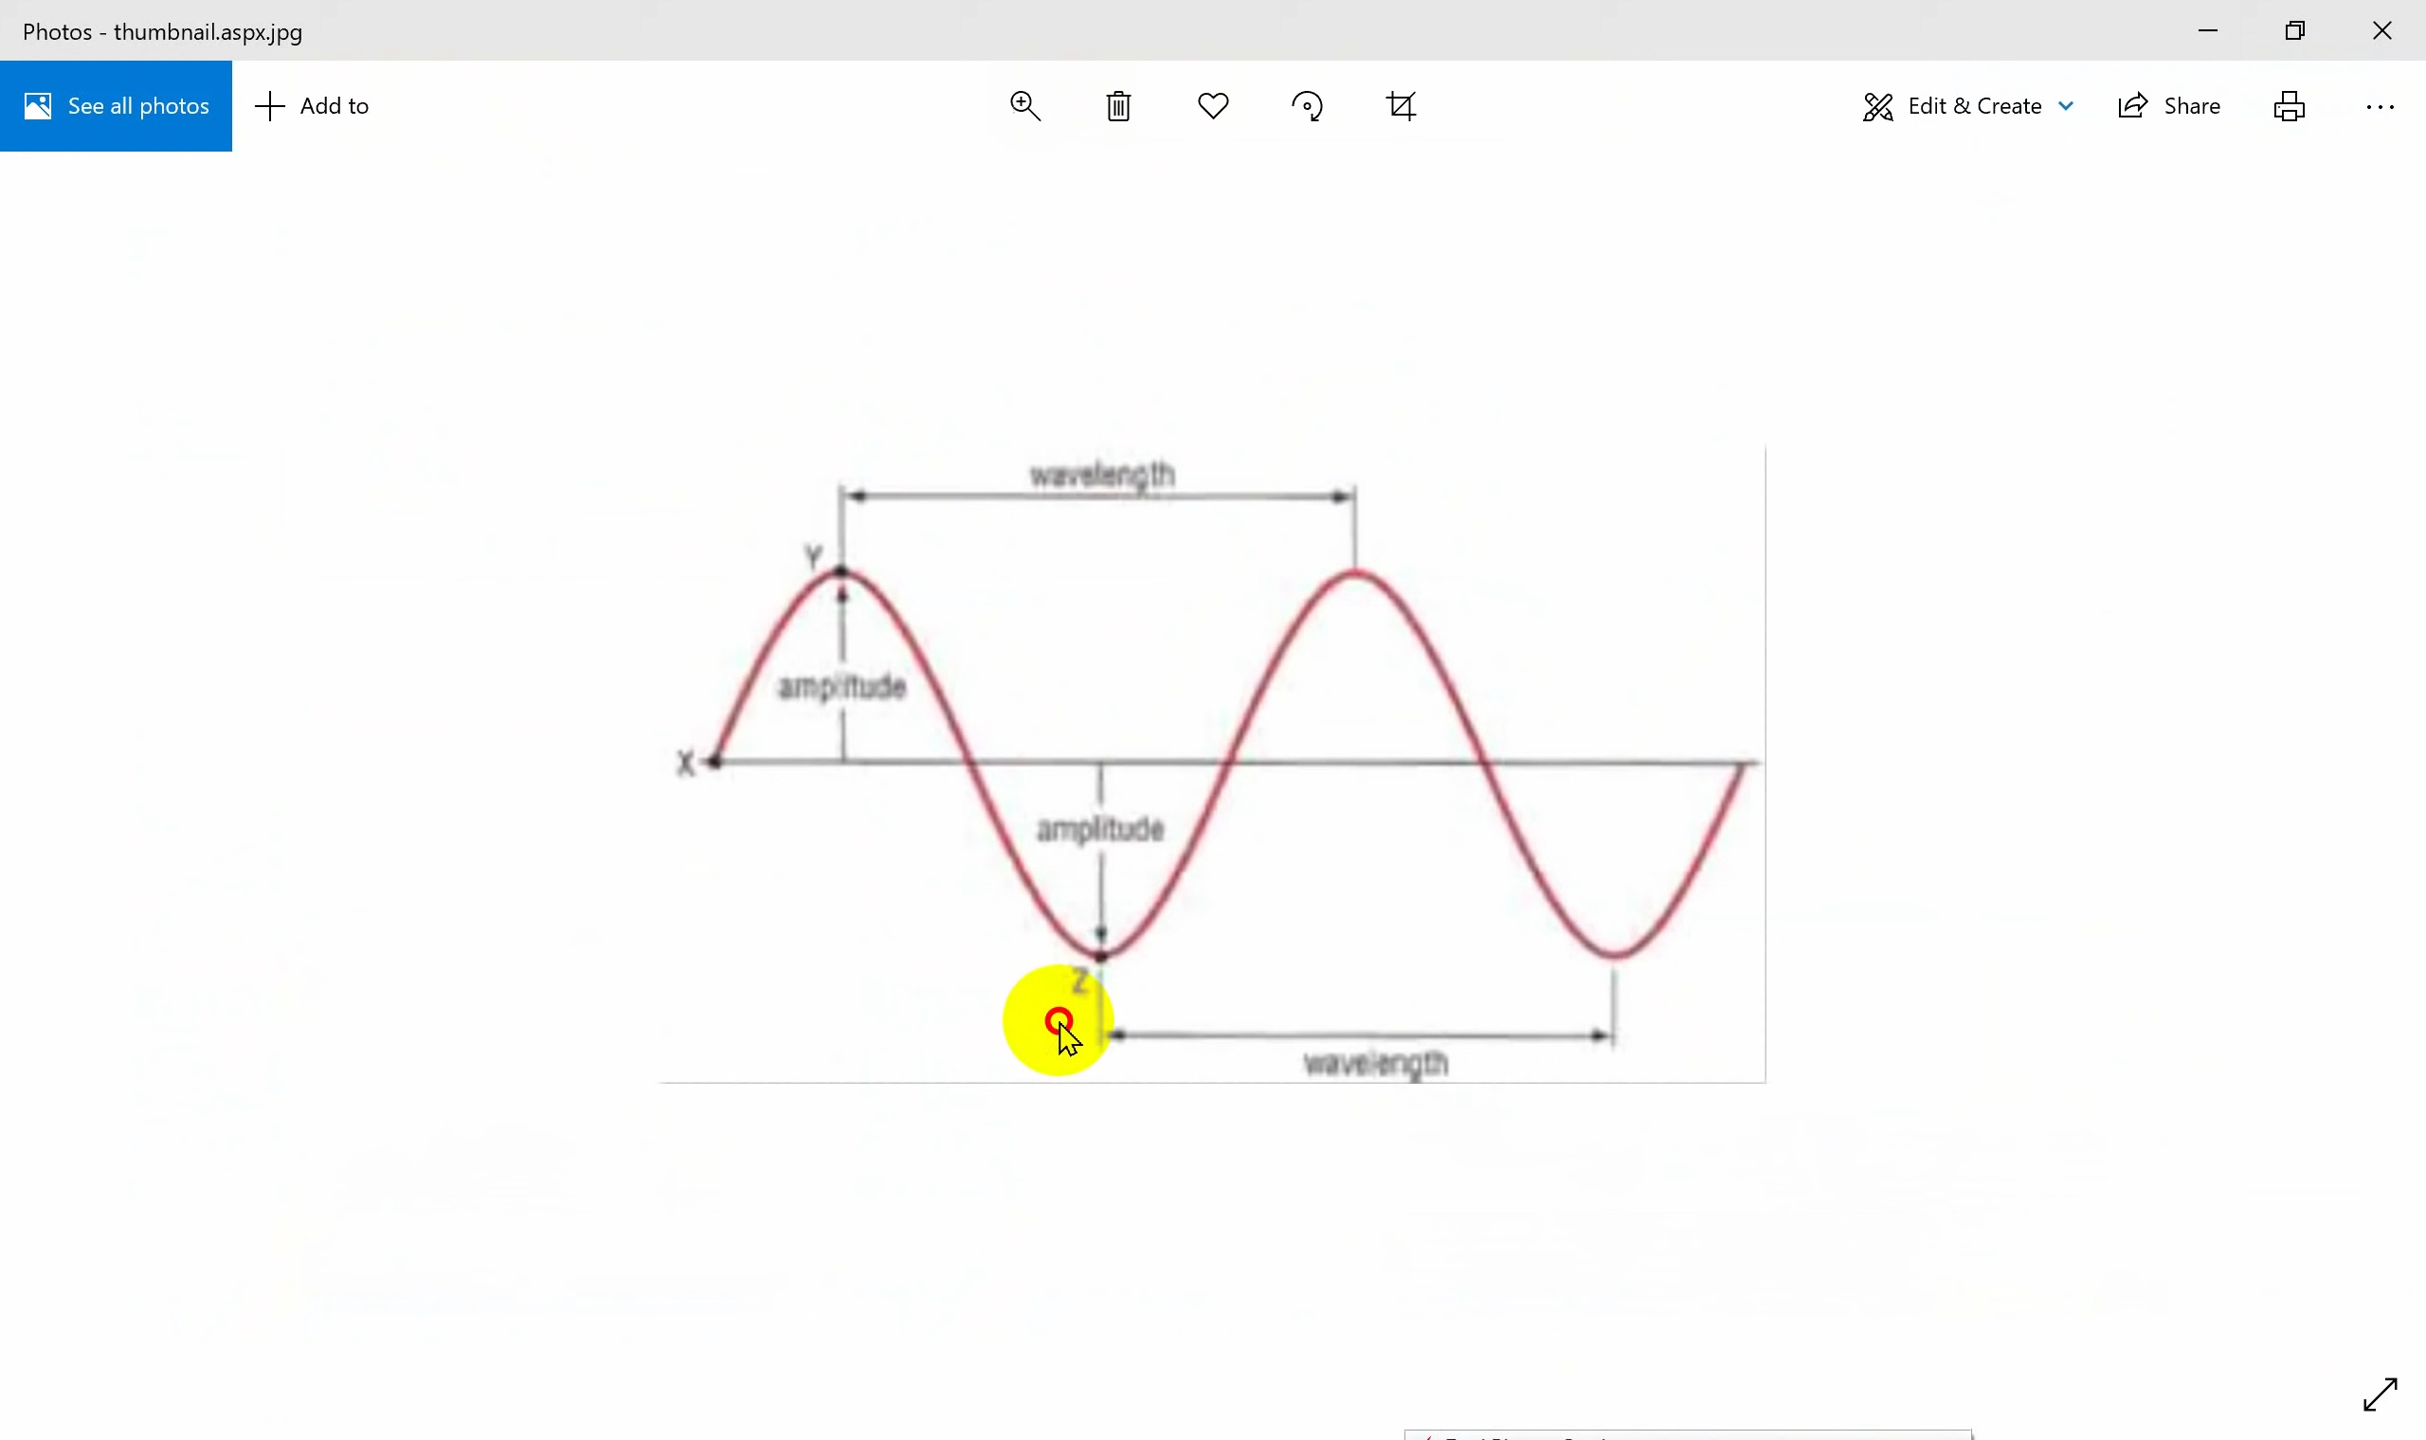 Photos - thumbnail.aspx.jpg
See all photos
Add to
Edit & Create
Share
wavelength
Y
amplitude
X
amplitude
Z
wavelength